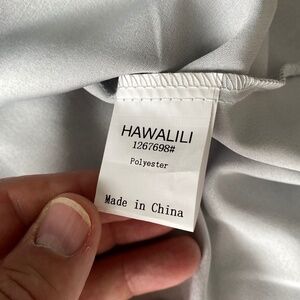 HAWALILI
1267698#
Polyester
Made in China